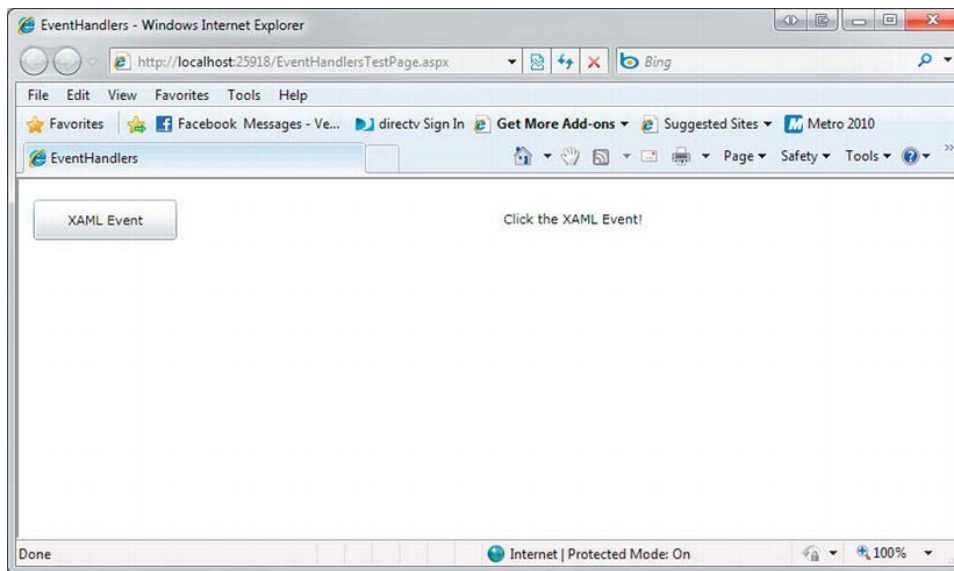 EventHandlers - Windows Internet Explorer
http://localhost:25918/EventHandlersTestPage.aspx Bing
File Edit View Favorites Tools Help
Favorites Facebook Messages - Ve... directv Sign In Get More Add-ons Suggested Sites Metro 2010
EventHandlers Page Safety Tools
XAML Event Click the XAML Event!
Done Internet | Protected Mode: On 100%